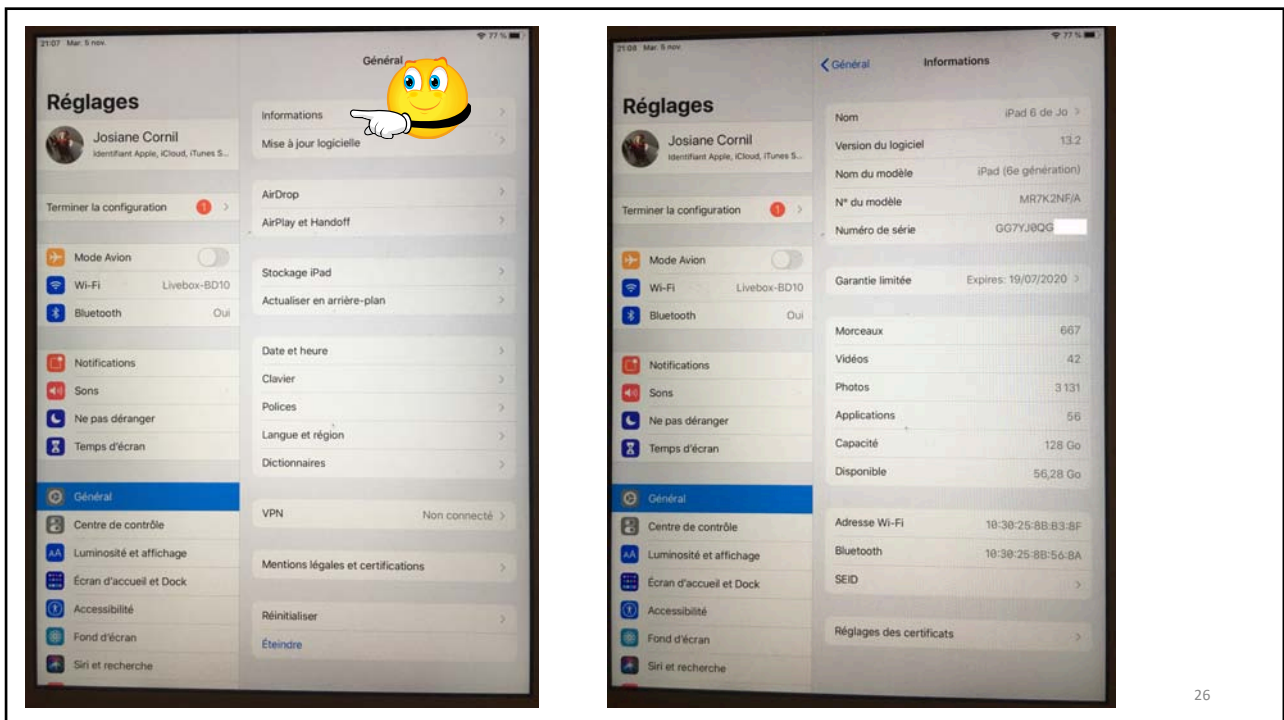 21:07 Mar. 5 nov.
77 %
Réglages
Josiane Cornil
Identifiant Apple, iCloud, iTunes S...
Terminer la configuration 1
Mode Avion
Wi-Fi Livebox-BD10
Bluetooth Oui
Notifications
Sons
Ne pas déranger
Temps d'écran
Général
Centre de contrôle
AA Luminosité et affichage
Écran d'accueil et Dock
Accessibilité
Fond d'écran
Siri et recherche
Général
Informations
Mise à jour logicielle
AirDrop
AirPlay et Handoff
Stockage iPad
Actualiser en arrière-plan
Date et heure
Clavier
Polices
Langue et région
Dictionnaires
VPN Non connecté
Mentions légales et certifications
Réinitialiser
Éteindre
21:08 Mar. 5 nov.
77 %
Réglages
Josiane Cornil
Identifiant Apple, iCloud, iTunes S...
Terminer la configuration 1
Mode Avion
Wi-Fi Livebox-BD10
Bluetooth Oui
Notifications
Sons
Ne pas déranger
Temps d'écran
Général
Centre de contrôle
AA Luminosité et affichage
Écran d'accueil et Dock
Accessibilité
Fond d'écran
Siri et recherche
Général Informations
Nom iPad 6 de Jo
Version du logiciel 13.2
Nom du modèle iPad (6e génération)
N° du modèle MR7K2NF/A
Numéro de série GG7YJ0QG
Garantie limitée Expires: 19/07/2020
Morceaux 667
Vidéos 42
Photos 3 131
Applications 56
Capacité 128 Go
Disponible 56,28 Go
Adresse Wi-Fi 10:30:25:8B:B3:8F
Bluetooth 10:30:25:8B:56:8A
SEID
Réglages des certificats
26